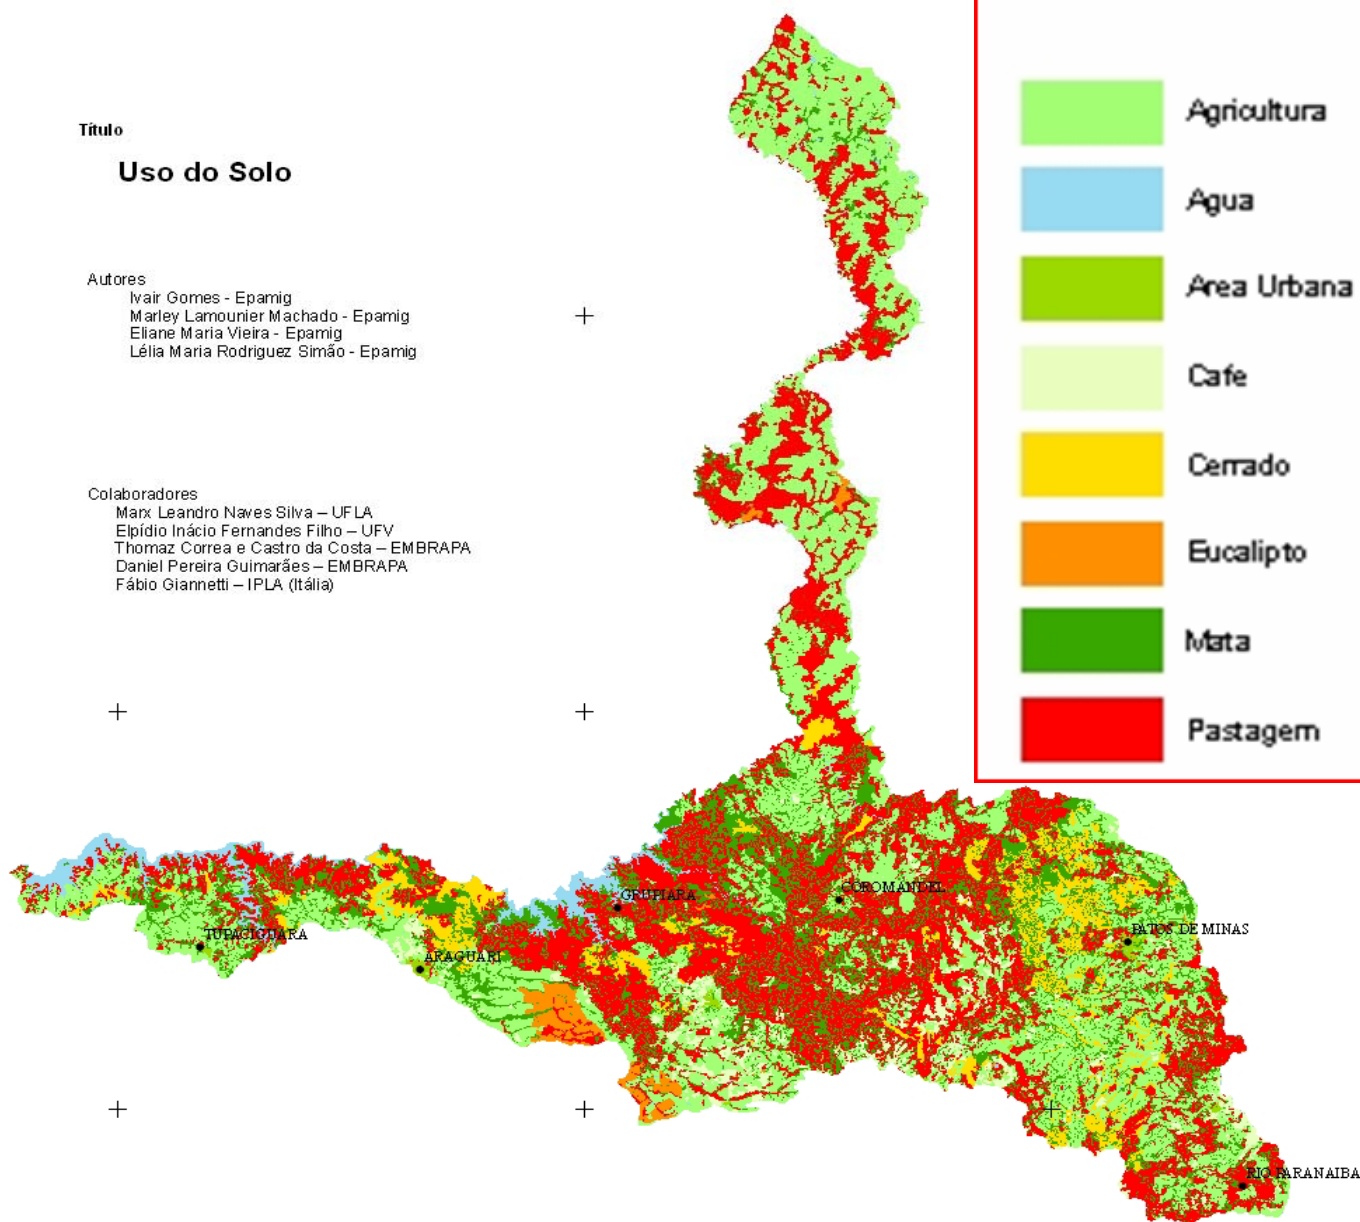 Título
Uso do Solo
Autores
Ivair Gomes - Epamig
Marley Lamounier Machado - Epamig
Eliane Maria Vieira - Epamig
Lélia Maria Rodriguez Simão - Epamig
Colaboradores
Marx Leandro Naves Silva – UFLA
Elpídio Inácio Fernandes Filho – UFV
Thomaz Correa e Castro da Costa – EMBRAPA
Daniel Pereira Guimarães – EMBRAPA
Fábio Giannetti – IPLA (Itália)
Agricultura
Agua
Area Urbana
Cafe
Cerrado
Eucalipto
Mata
Pastagem
GRUPIARA
COROMANDEL
TUPACIGUARA
ARAGUARI
PATOS DE MINAS
RIO PARANAIBA